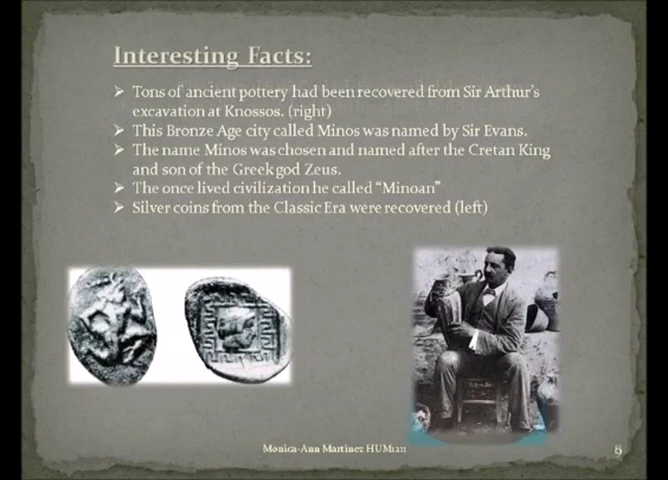 Interesting Facts:
➢ Tons of ancient pottery had been recovered from Sir Arthur's
excavation at Knossos. (right)
➢ This Bronze Age city called Minos was named by Sir Evans.
➢ The name Minos was chosen and named after the Cretan King
and son of the Greek god Zeus.
➢ The once lived civilization he called "Minoan"
➢ Silver coins from the Classic Era were recovered (left)
Monica-Ann Martinez HUM1211
6